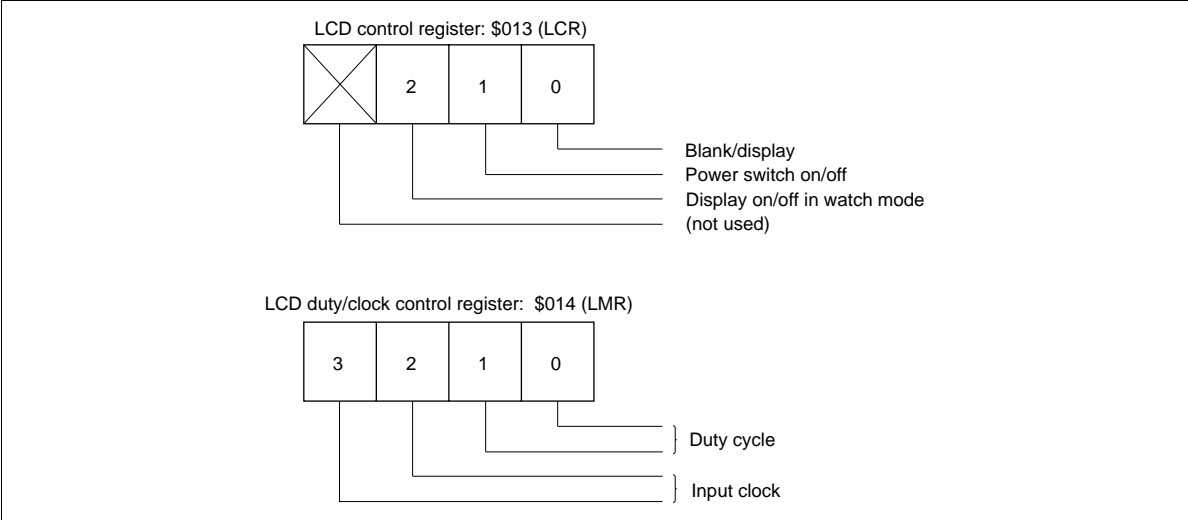 LCD control register: $013 (LCR)
2 1 0
Blank/display
Power switch on/off
Display on/off in watch mode
(not used)
LCD duty/clock control register: $014 (LMR)
3 2 1 0
Duty cycle
Input clock